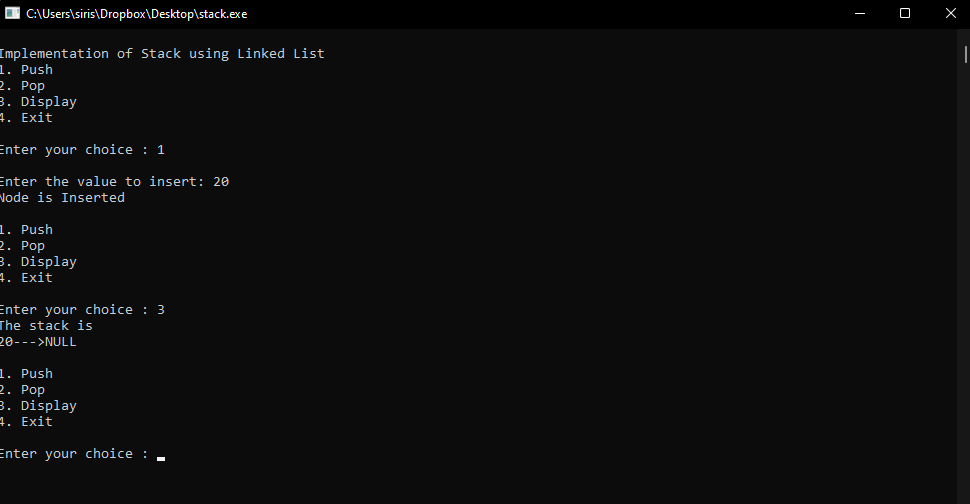 C:\Users\siris\Dropbox\Desktop\stack.exe
Implementation of Stack using Linked List
1. Push
2. Pop
3. Display
4. Exit
Enter your choice : 1
Enter the value to insert: 20
Node is Inserted
1. Push
2. Pop
3. Display
4. Exit
Enter your choice : 3
The stack is
20--->NULL
1. Push
2. Pop
3. Display
4. Exit
Enter your choice :